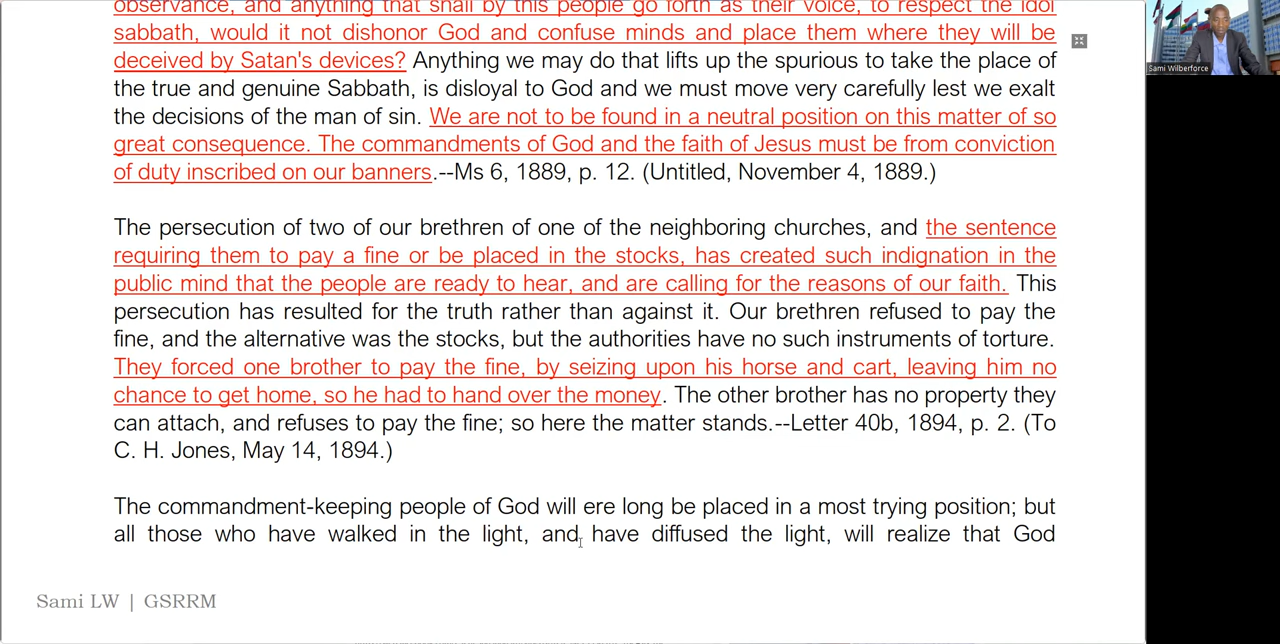 observance, and anything that shall by this people go forth as their voice, to respect the idol
sabbath, would it not dishonor God and confuse minds and place them where they will be
deceived by Satan's devices? Anything we may do that lifts up the spurious to take the place of
the true and genuine Sabbath, is disloyal to God and we must move very carefully lest we exalt
the decisions of the man of sin. We are not to be found in a neutral position on this matter of so
great consequence. The commandments of God and the faith of Jesus must be from conviction
of duty inscribed on our banners.--Ms 6, 1889, p. 12. (Untitled, November 4, 1889.)
The persecution of two of our brethren of one of the neighboring churches, and the sentence
requiring them to pay a fine or be placed in the stocks, has created such indignation in the
public mind that the people are ready to hear, and are calling for the reasons of our faith. This
persecution has resulted for the truth rather than against it. Our brethren refused to pay the
fine, and the alternative was the stocks, but the authorities have no such instruments of torture.
They forced one brother to pay the fine, by seizing upon his horse and cart, leaving him no
chance to get home, so he had to hand over the money. The other brother has no property they
can attach, and refuses to pay the fine; so here the matter stands.--Letter 40b, 1894, p. 2. (To
C. H. Jones, May 14, 1894.)
The commandment-keeping people of God will ere long be placed in a most trying position; but
all those who have walked in the light, and have diffused the light, will realize that God
Sami LW | GSRRM
Sami Wilberforce